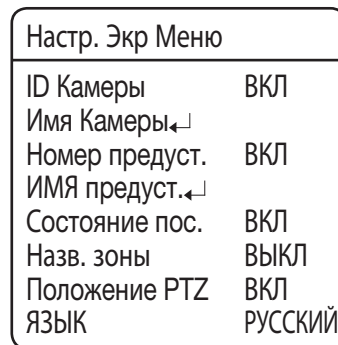 Настр. Экр Меню
ID Камеры ВКЛ
Имя Камеры↵
Номер предуст. ВКЛ
ИМЯ предуст.↵
Состояние пос. ВКЛ
Назв. зоны ВЫКЛ
Положение PTZ ВКЛ
ЯЗЫК РУССКИЙ